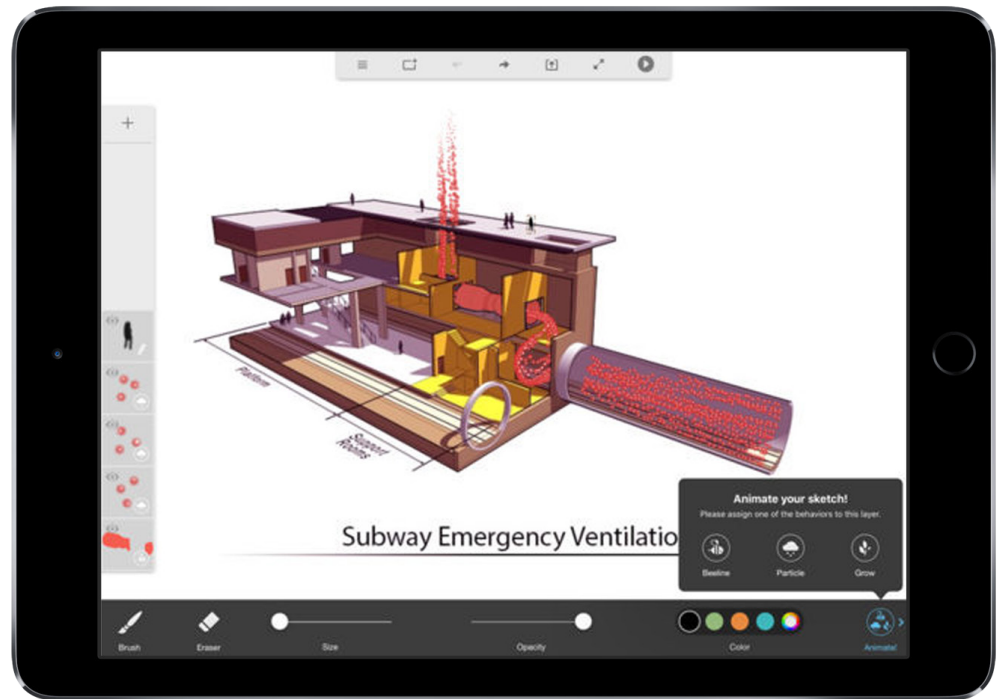 Platform
Support
Rooms
Subway Emergency Ventilatio
Animate your sketch!
Please assign one of the behaviors to this layer.
Beeline
Particle
Grow
Brush
Eraser
Size
Opacity
Color
Animate!